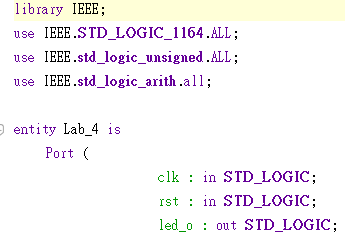 library IEEE;
use IEEE.STD_LOGIC_1164.ALL;
use IEEE.std_logic_unsigned.ALL;
use IEEE.std_logic_arith.all;
entity Lab_4 is
Port (
clk : in STD_LOGIC;
rst : in STD_LOGIC;
led_o : out STD_LOGIC;